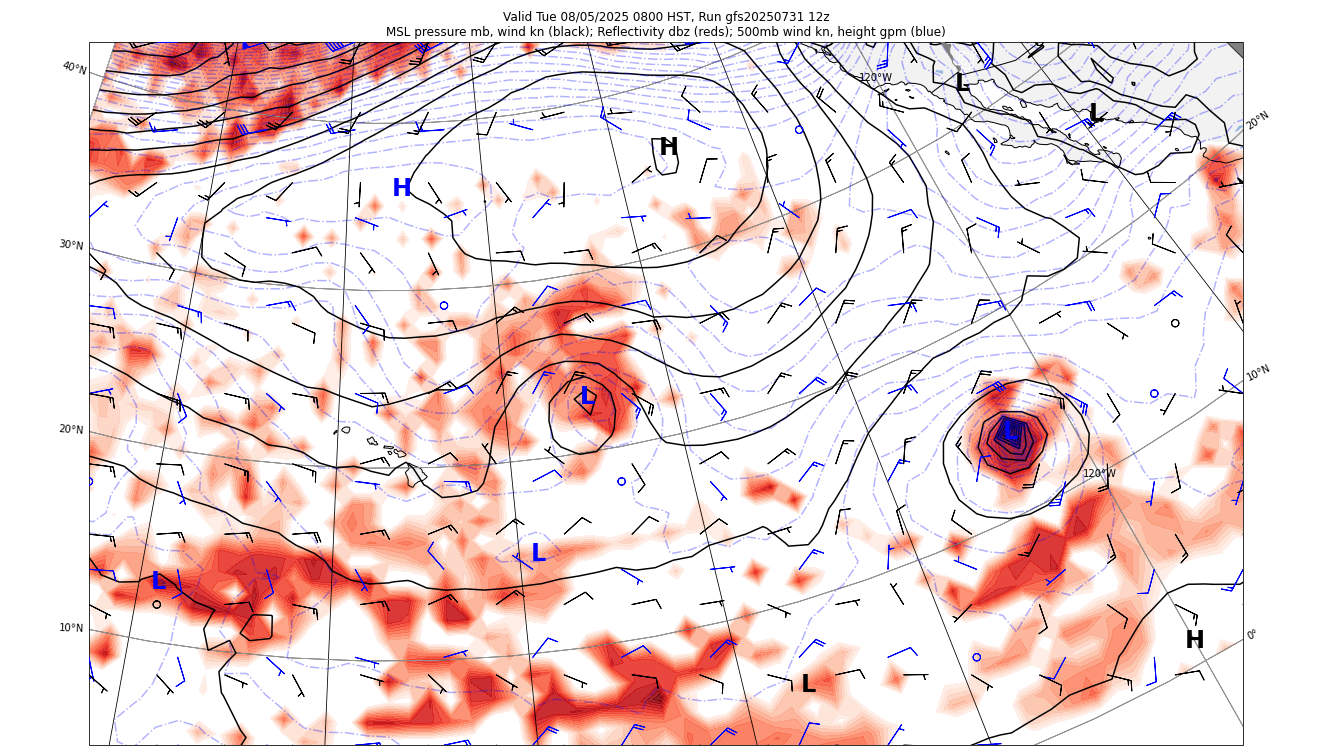 Valid Tue 08/05/2025 0800 HST, Run gfs20250731 12z
MSL pressure mb, wind kn (black); Reflectivity dbz (reds); 500mb wind kn, height gpm (blue)
40°N
120°W
L
L
20°N
H
H
30°N
L
10°N
20°N
L
120°W
L
L
10°N
H
0°
L